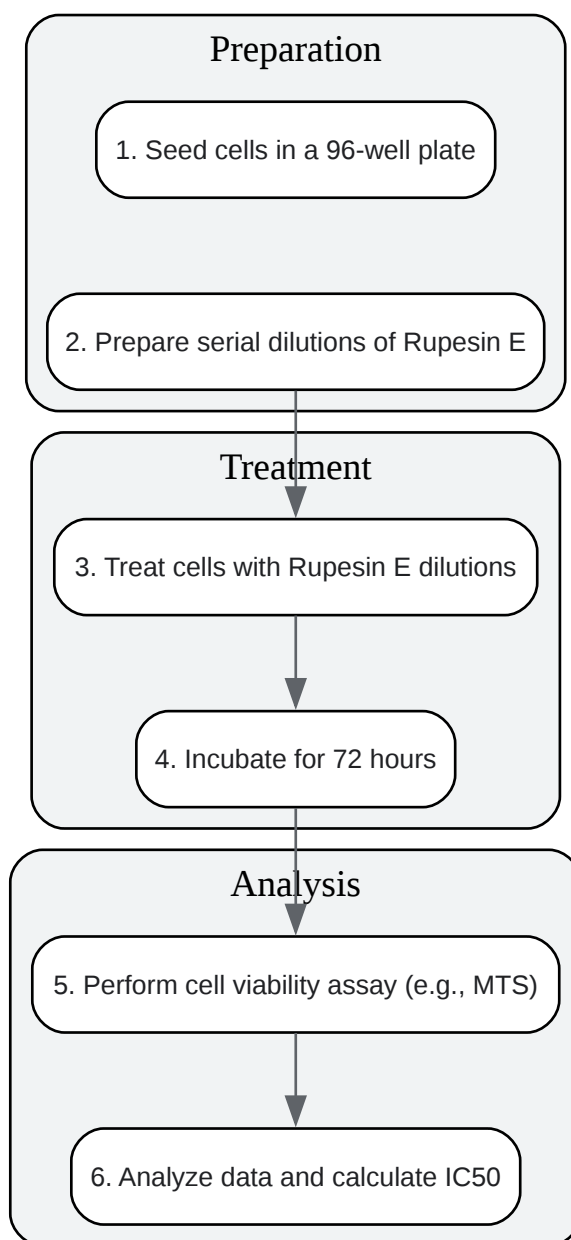 Preparation
1. Seed cells in a 96-well plate
2. Prepare serial dilutions of Rupesin E
Treatment
3. Treat cells with Rupesin E dilutions
4. Incubate for 72 hours
Analysis
5. Perform cell viability assay (e.g., MTS)
6. Analyze data and calculate IC50